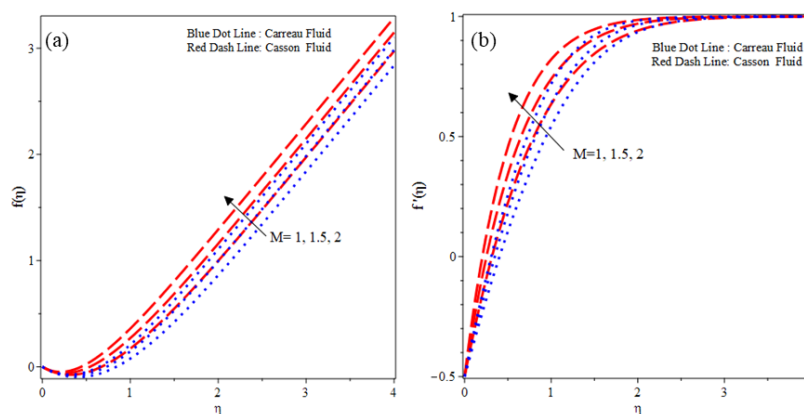 (a)
Blue Dot Line : Carreau Fluid
Red Dash Line: Casson Fluid
M= 1, 1.5, 2
f(η)
3
2
1
0
0
1
2
3
4
η
(b)
Blue Dot Line : Carreau Fluid
Red Dash Line: Casson Fluid
M=1, 1.5, 2
f '(η)
1
0.5
0
−0.5
0
1
2
3
η